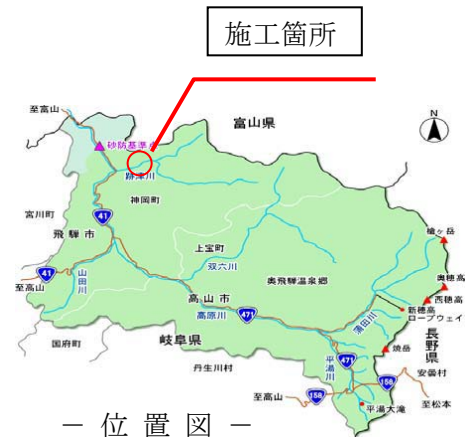 施工箇所
至高山
富山県
N
砂防基準点
跡津川
神岡町
宮川町
41
飛騨市
上宝町
槍ヶ岳
双六川
奥飛騨温泉郷
41
山田川
至高山
高山市
奥穂高
西穂高
新穂高
ロープウェイ
高原川
471
蒲田川
長野県
国府町
岐阜県
焼岳
丹生川村
平湯川
471
安曇村
158
158
至高山
至松本
平湯大滝
－ 位 置 図 －